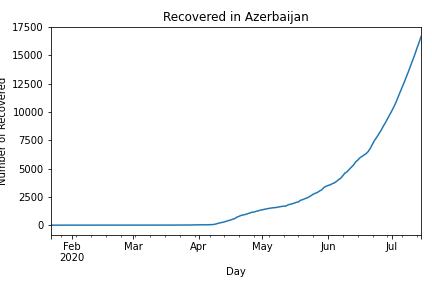 Recovered in Azerbaijan
Number of Recovered
17500
15000
12500
10000
7500
5000
2500
0
Feb
2020
Mar
Apr
May
Jun
Jul
Day